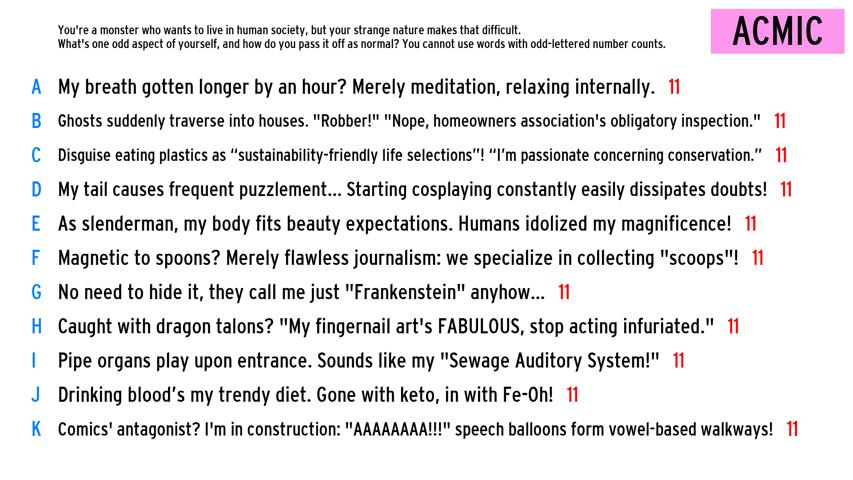 You're a monster who wants to live in human society, but your strange nature makes that difficult.
What's one odd aspect of yourself, and how do you pass it off as normal? You cannot use words with odd-lettered number counts.
ACMIC
A My breath gotten longer by an hour? Merely meditation, relaxing internally. 11
B Ghosts suddenly traverse into houses. "Robber!" "Nope, homeowners association's obligatory inspection." 11
C Disguise eating plastics as “sustainability-friendly life selections”! “I’m passionate concerning conservation.” 11
D My tail causes frequent puzzlement... Starting cosplaying constantly easily dissipates doubts! 11
E As slenderman, my body fits beauty expectations. Humans idolized my magnificence! 11
F Magnetic to spoons? Merely flawless journalism: we specialize in collecting "scoops"! 11
G No need to hide it, they call me just "Frankenstein" anyhow... 11
H Caught with dragon talons? "My fingernail art's FABULOUS, stop acting infuriated." 11
I Pipe organs play upon entrance. Sounds like my "Sewage Auditory System!" 11
J Drinking blood’s my trendy diet. Gone with keto, in with Fe-Oh! 11
K Comics' antagonist? I'm in construction: "AAAAAAAA!!!" speech balloons form vowel-based walkways! 11